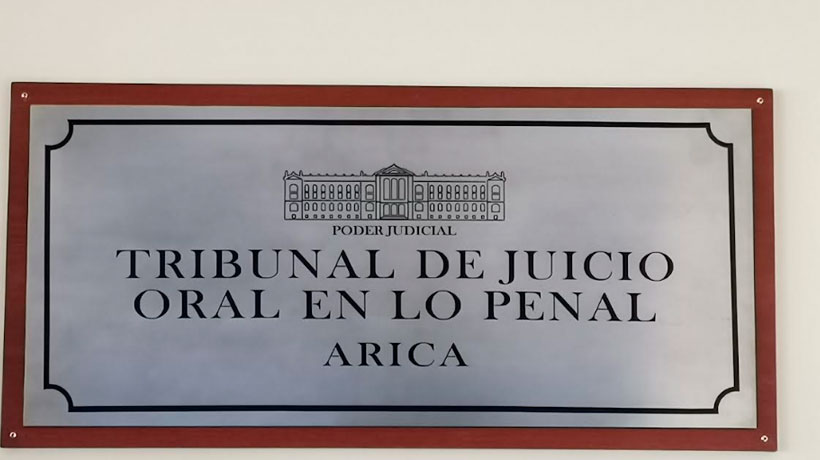 PODER JUDICIAL
TRIBUNAL DE JUICIO
ORAL EN LO PENAL
ARICA